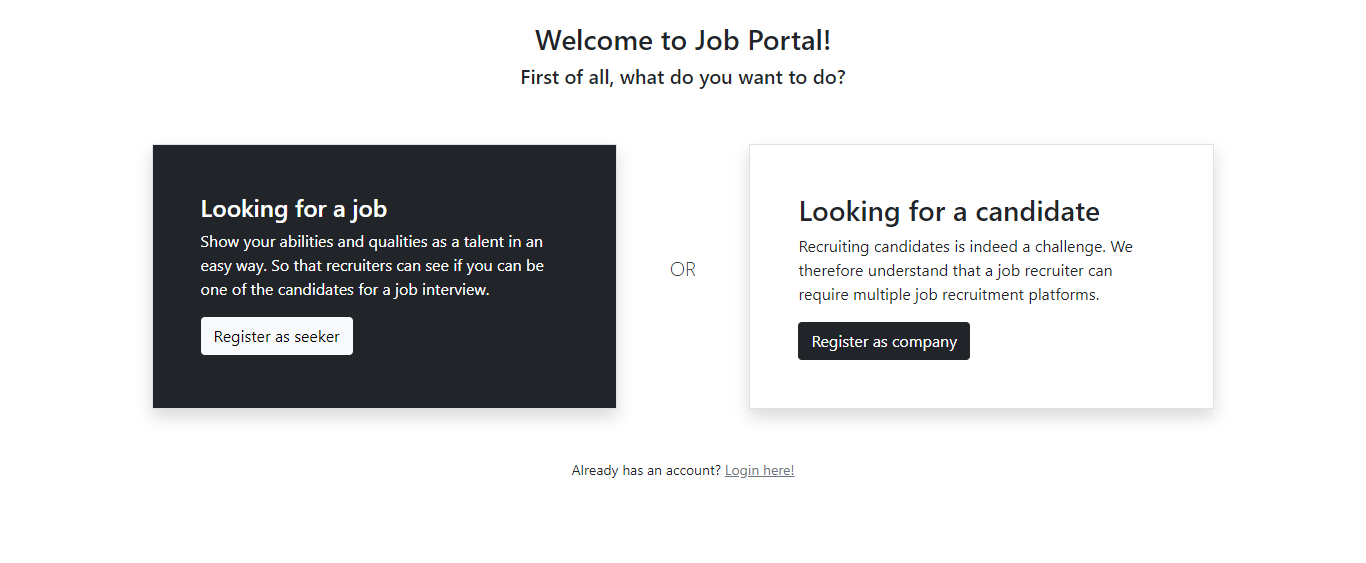 Welcome to Job Portal!
First of all, what do you want to do?
Looking for a job
Show your abilities and qualities as a talent in an
easy way. So that recruiters can see if you can be
one of the candidates for a job interview.
Register as seeker
OR
Looking for a candidate
Recruiting candidates is indeed a challenge. We
therefore understand that a job recruiter can
require multiple job recruitment platforms.
Register as company
Already has an account? Login here!